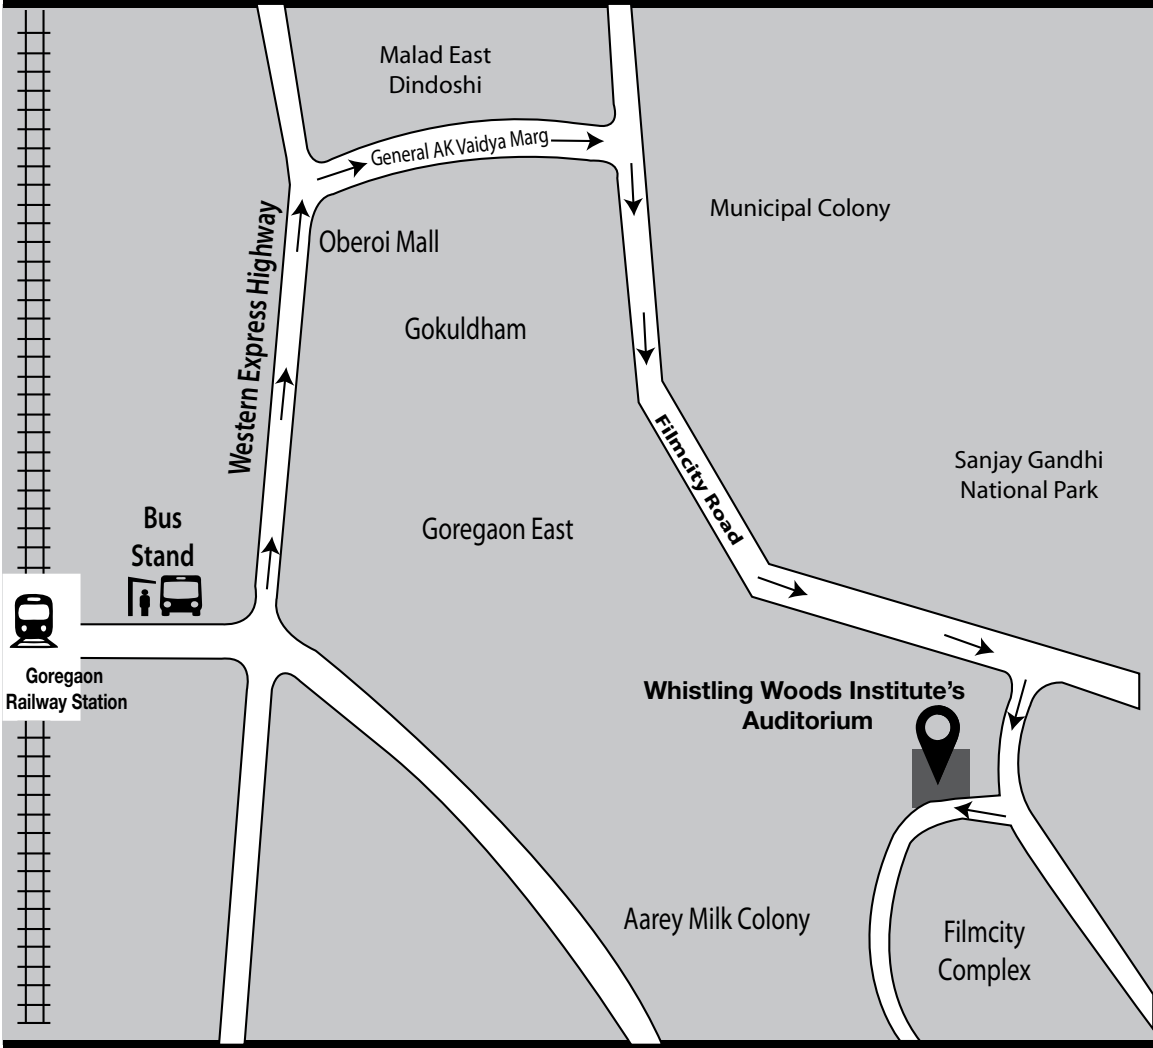 Malad East
Dindoshi
General AK Vaidya Marg
Municipal Colony
Western Express Highway
Oberoi Mall
Gokuldham
Filmcity Road
Sanjay Gandhi
National Park
Bus
Stand
Goregaon East
Goregaon
Railway Station
Whistling Woods Institute's
Auditorium
Aarey Milk Colony
Filmcity
Complex